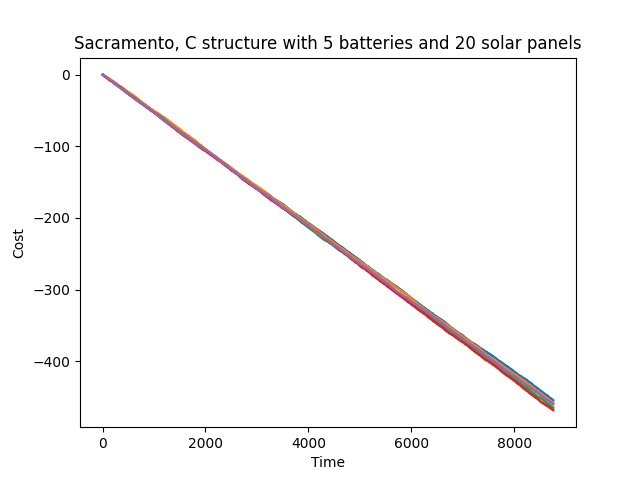 Sacramento, C structure with 5 batteries and 20 solar panels
0
−100
−200
−300
−400
Cost
0 2000 4000 6000 8000
Time